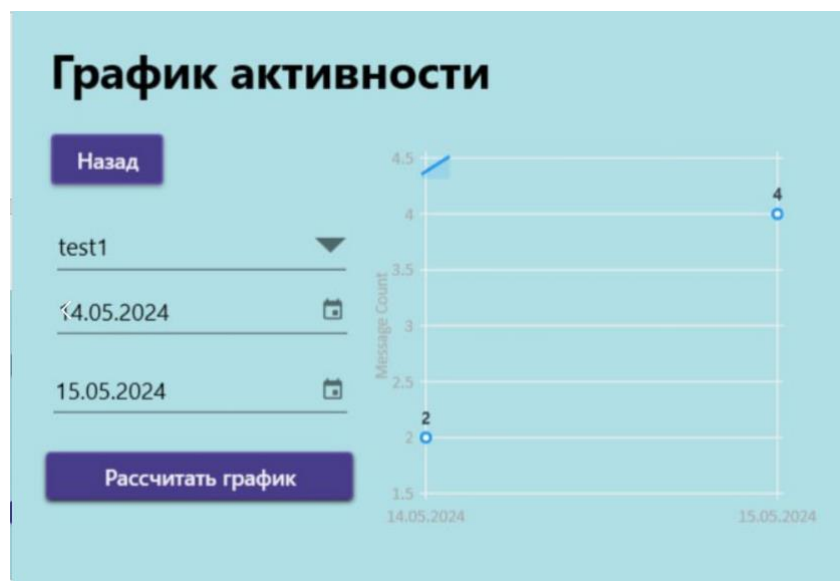 График активности
Назад
test1
14.05.2024
15.05.2024
Рассчитать график
Message Count
4.5
4
3.5
3
2.5
2
1.5
2
4
14.05.2024
15.05.2024